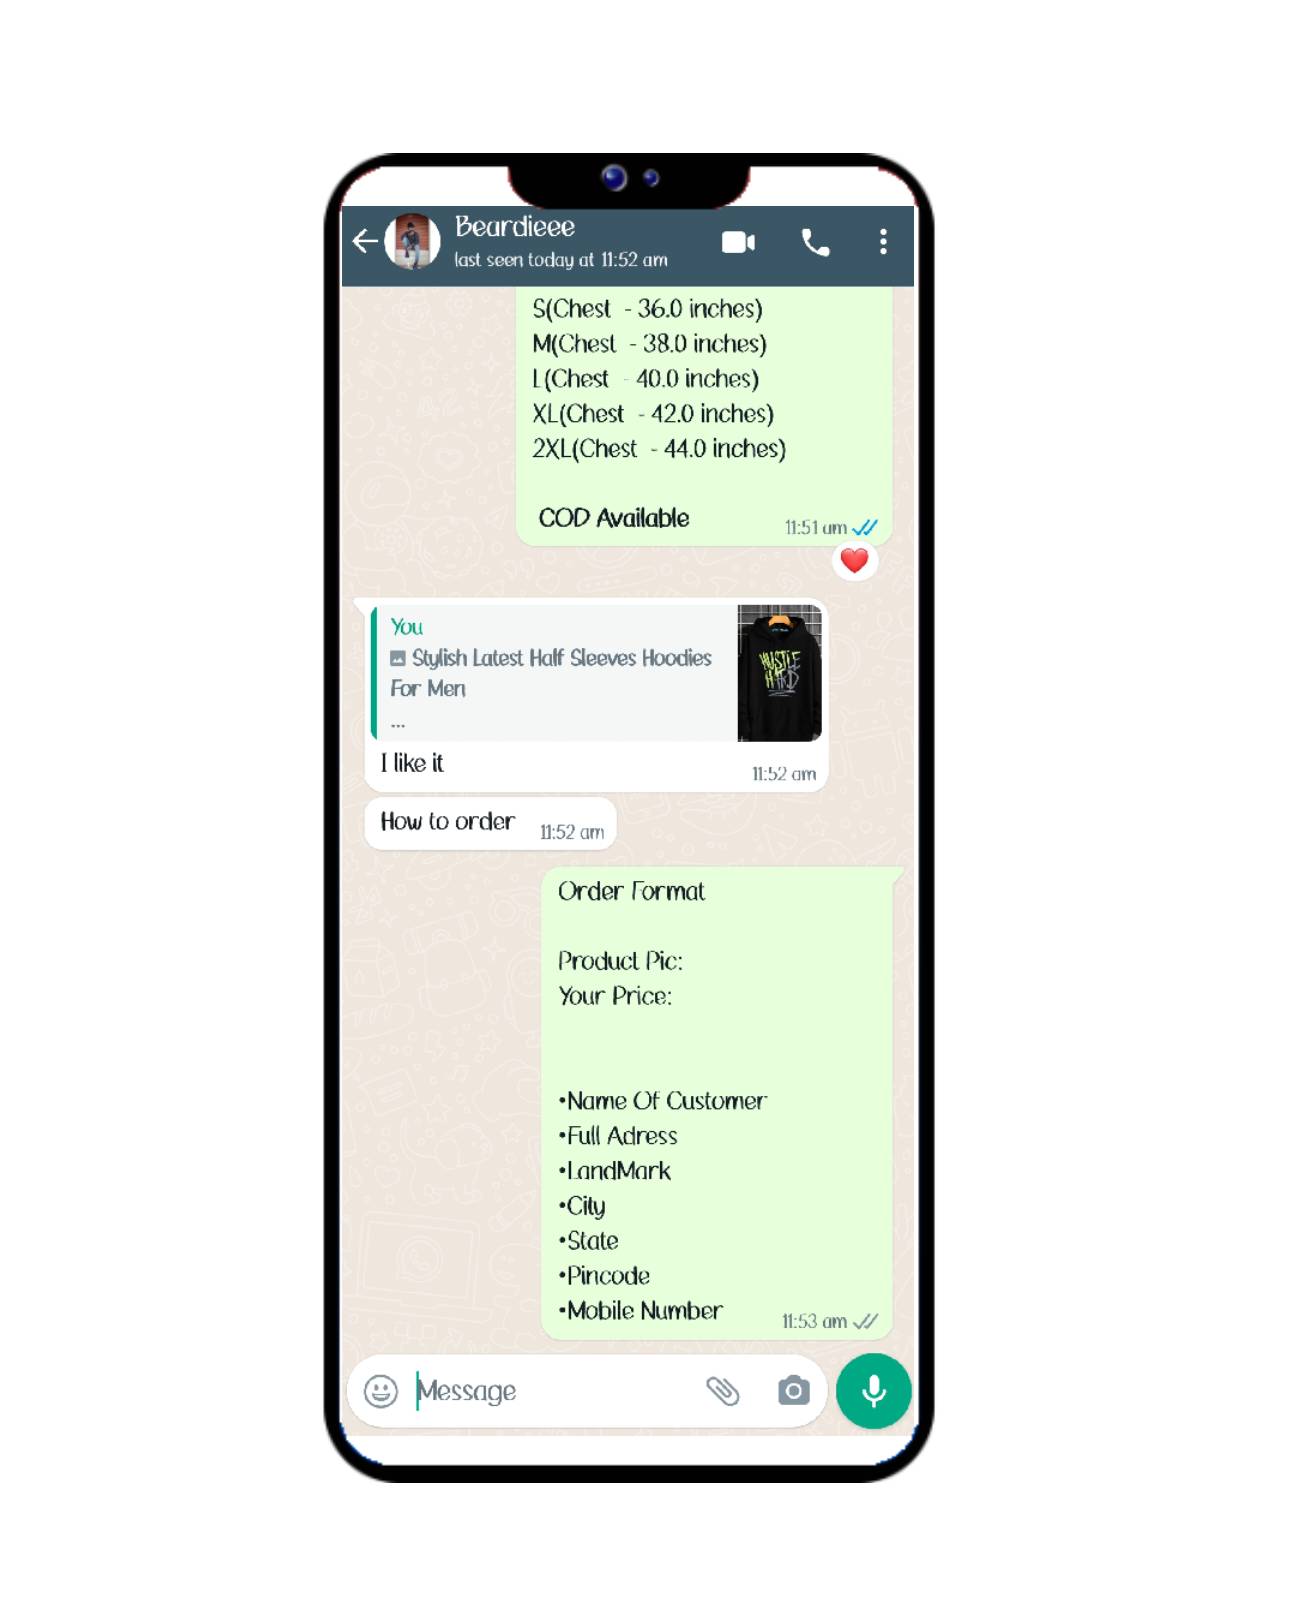 Beardieee
last seen today at 11:52 am
S(Chest - 36.0 inches)
M(Chest - 38.0 inches)
L(Chest - 40.0 inches)
XL(Chest - 42.0 inches)
2XL(Chest - 44.0 inches)
COD Available
11:51 am
You
Stylish Latest Half Sleeves Hoodies
For Men
...
HUSTLE
HARD
I like it
11:52 am
How to order
11:52 am
Order Format
Product Pic:
Your Price:
•Name Of Customer
•Full Adress
•LandMark
•City
•State
•Pincode
•Mobile Number
11:53 am
Message